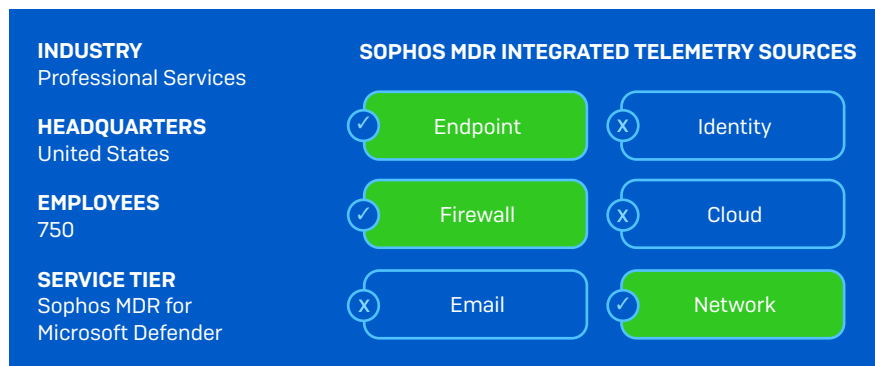 INDUSTRY
Professional Services
HEADQUARTERS
United States
EMPLOYEES
750
SERVICE TIER
Sophos MDR for
Microsoft Defender
SOPHOS MDR INTEGRATED TELEMETRY SOURCES
✓ Endpoint
X Identity
✓ Firewall
X Cloud
X Email
✓ Network